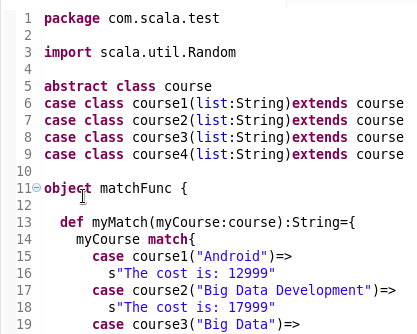 1 package com.scala.test
2
3 import scala.util.Random
4
5 abstract class course
6 case class course1(list:String)extends course
7 case class course2(list:String)extends course
8 case class course3(list:String)extends course
9 case class course4(list:String)extends course
10
11 object matchFunc {
12
13 def myMatch(myCourse:course):String={
14 myCourse match{
15 case course1("Android")=>
16 s"The cost is: 12999"
17 case course2("Big Data Development")=>
18 s"The cost is: 17999"
19 case course3("Big Data")=>